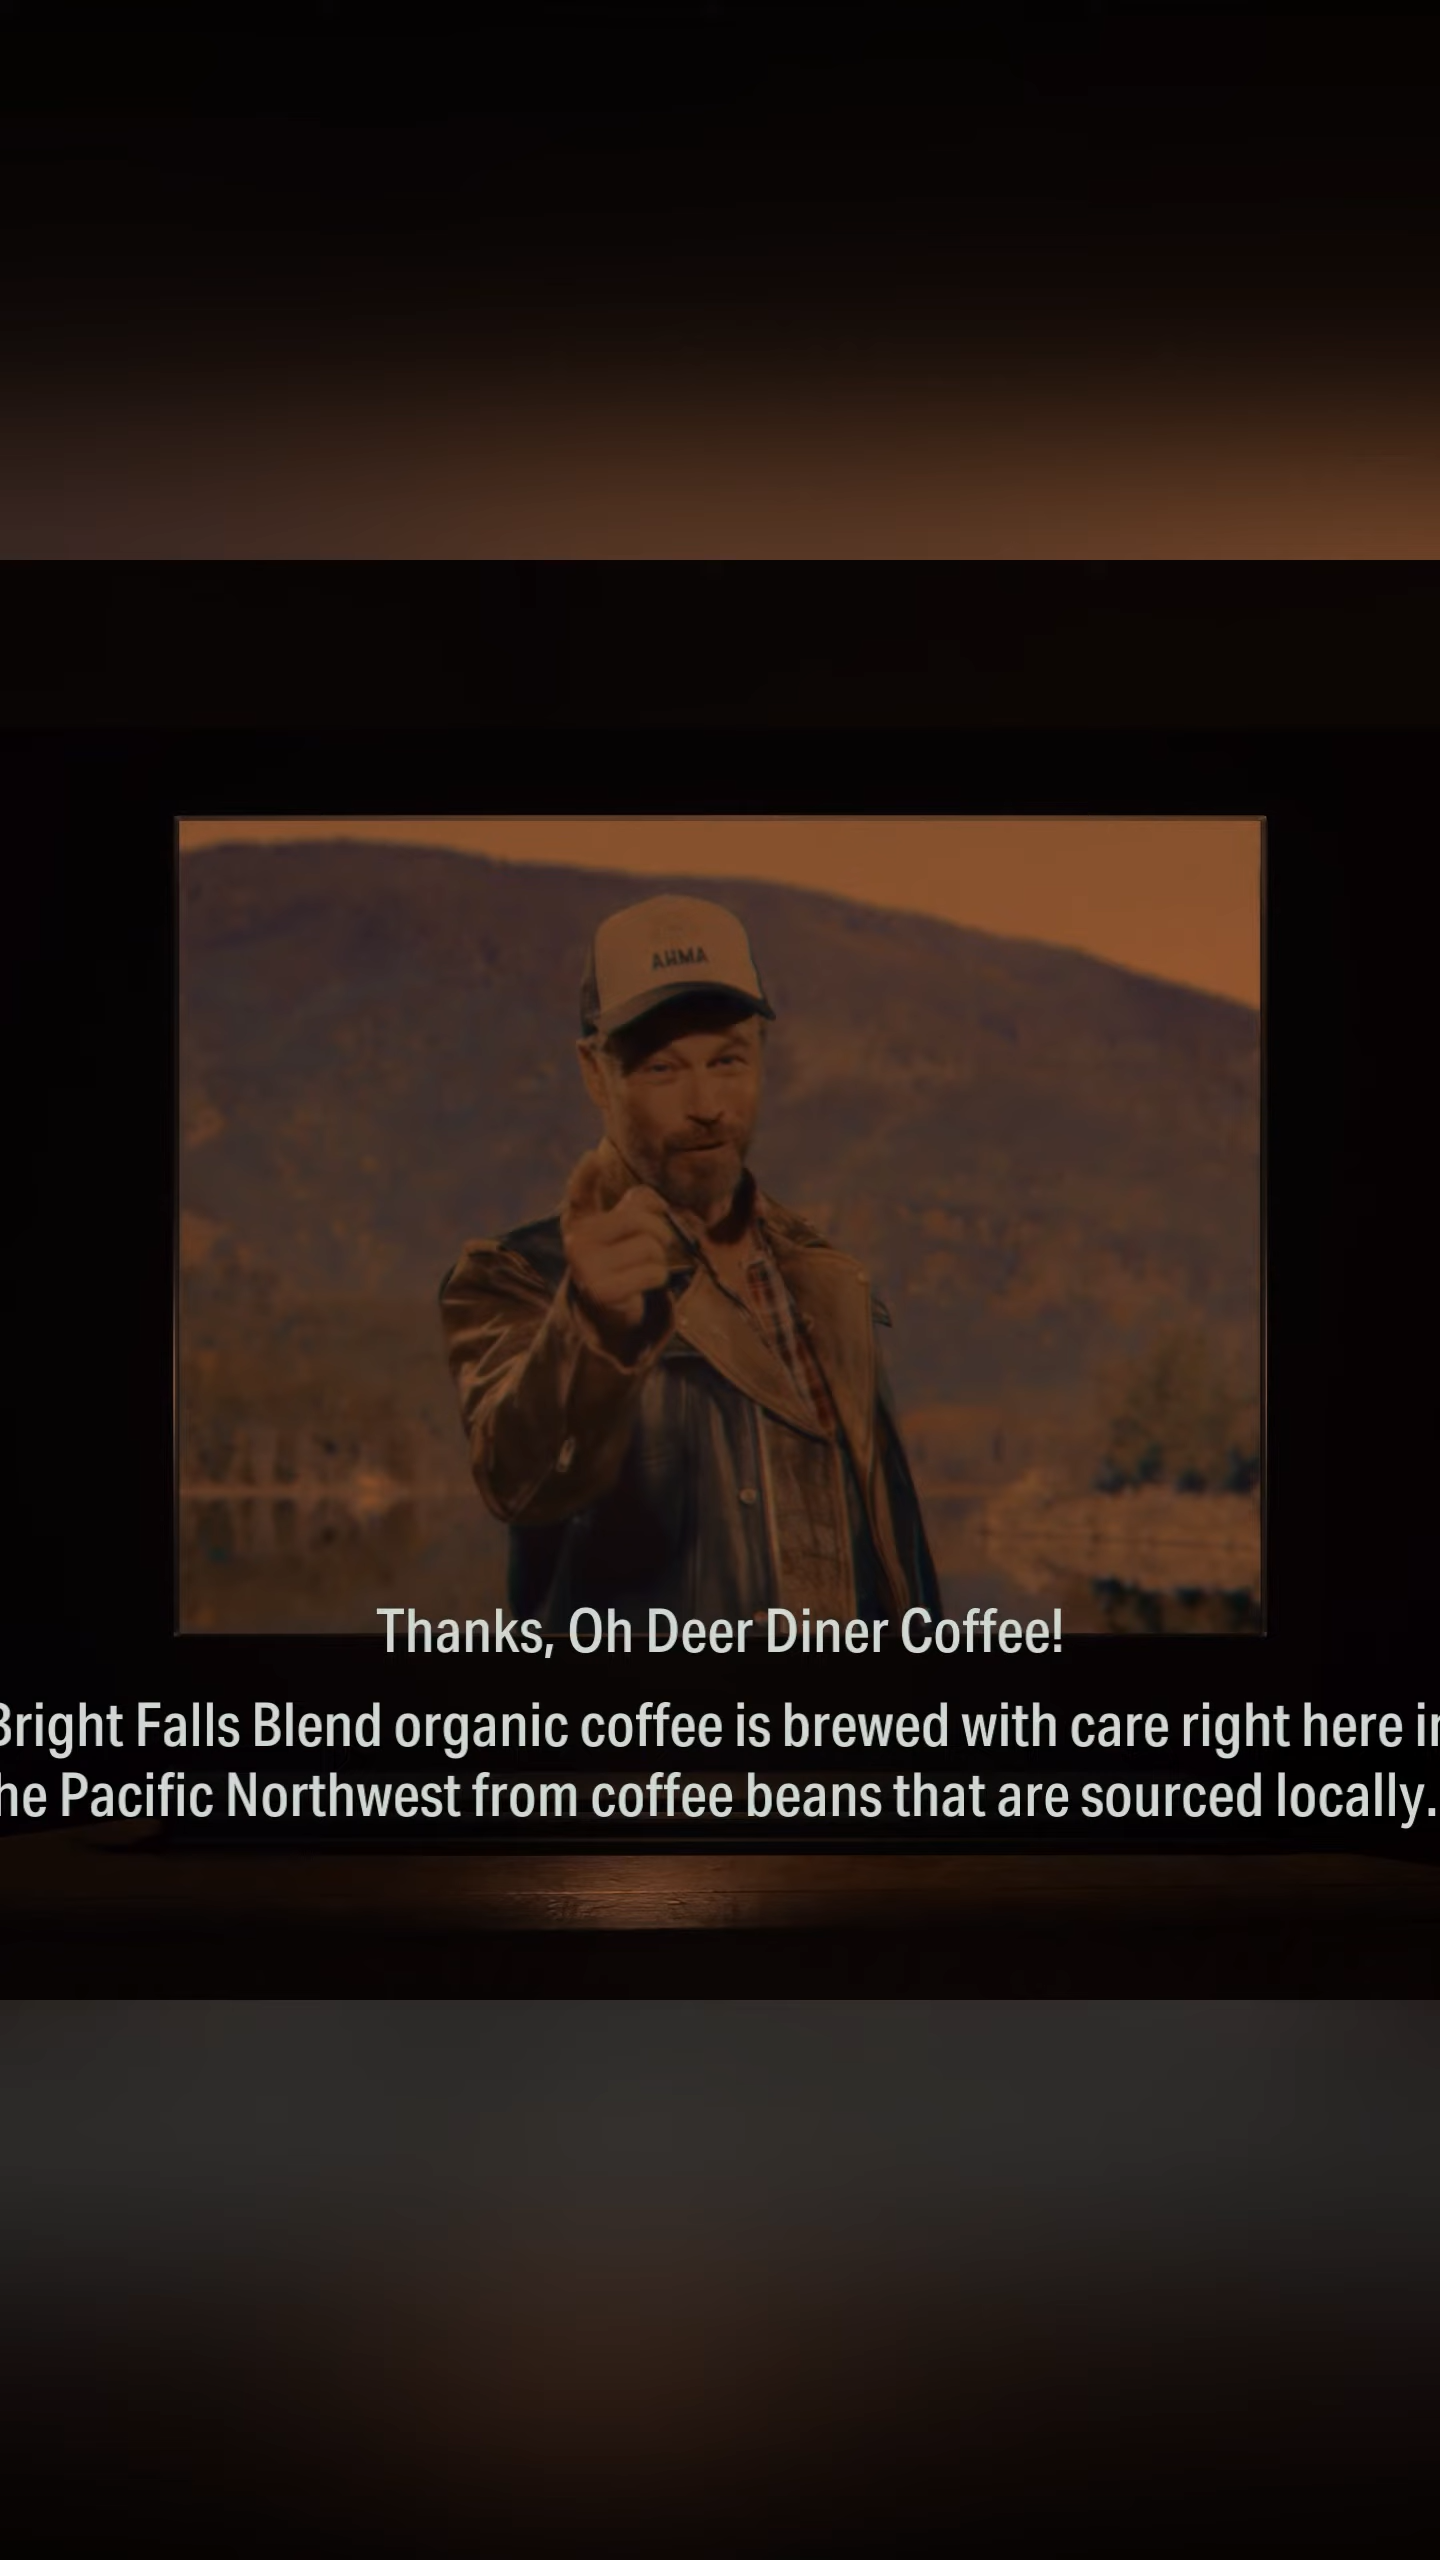 AHMA
Thanks, Oh Deer Diner Coffee!
Bright Falls Blend organic coffee is brewed with care right here in
he Pacific Northwest from coffee beans that are sourced locally.